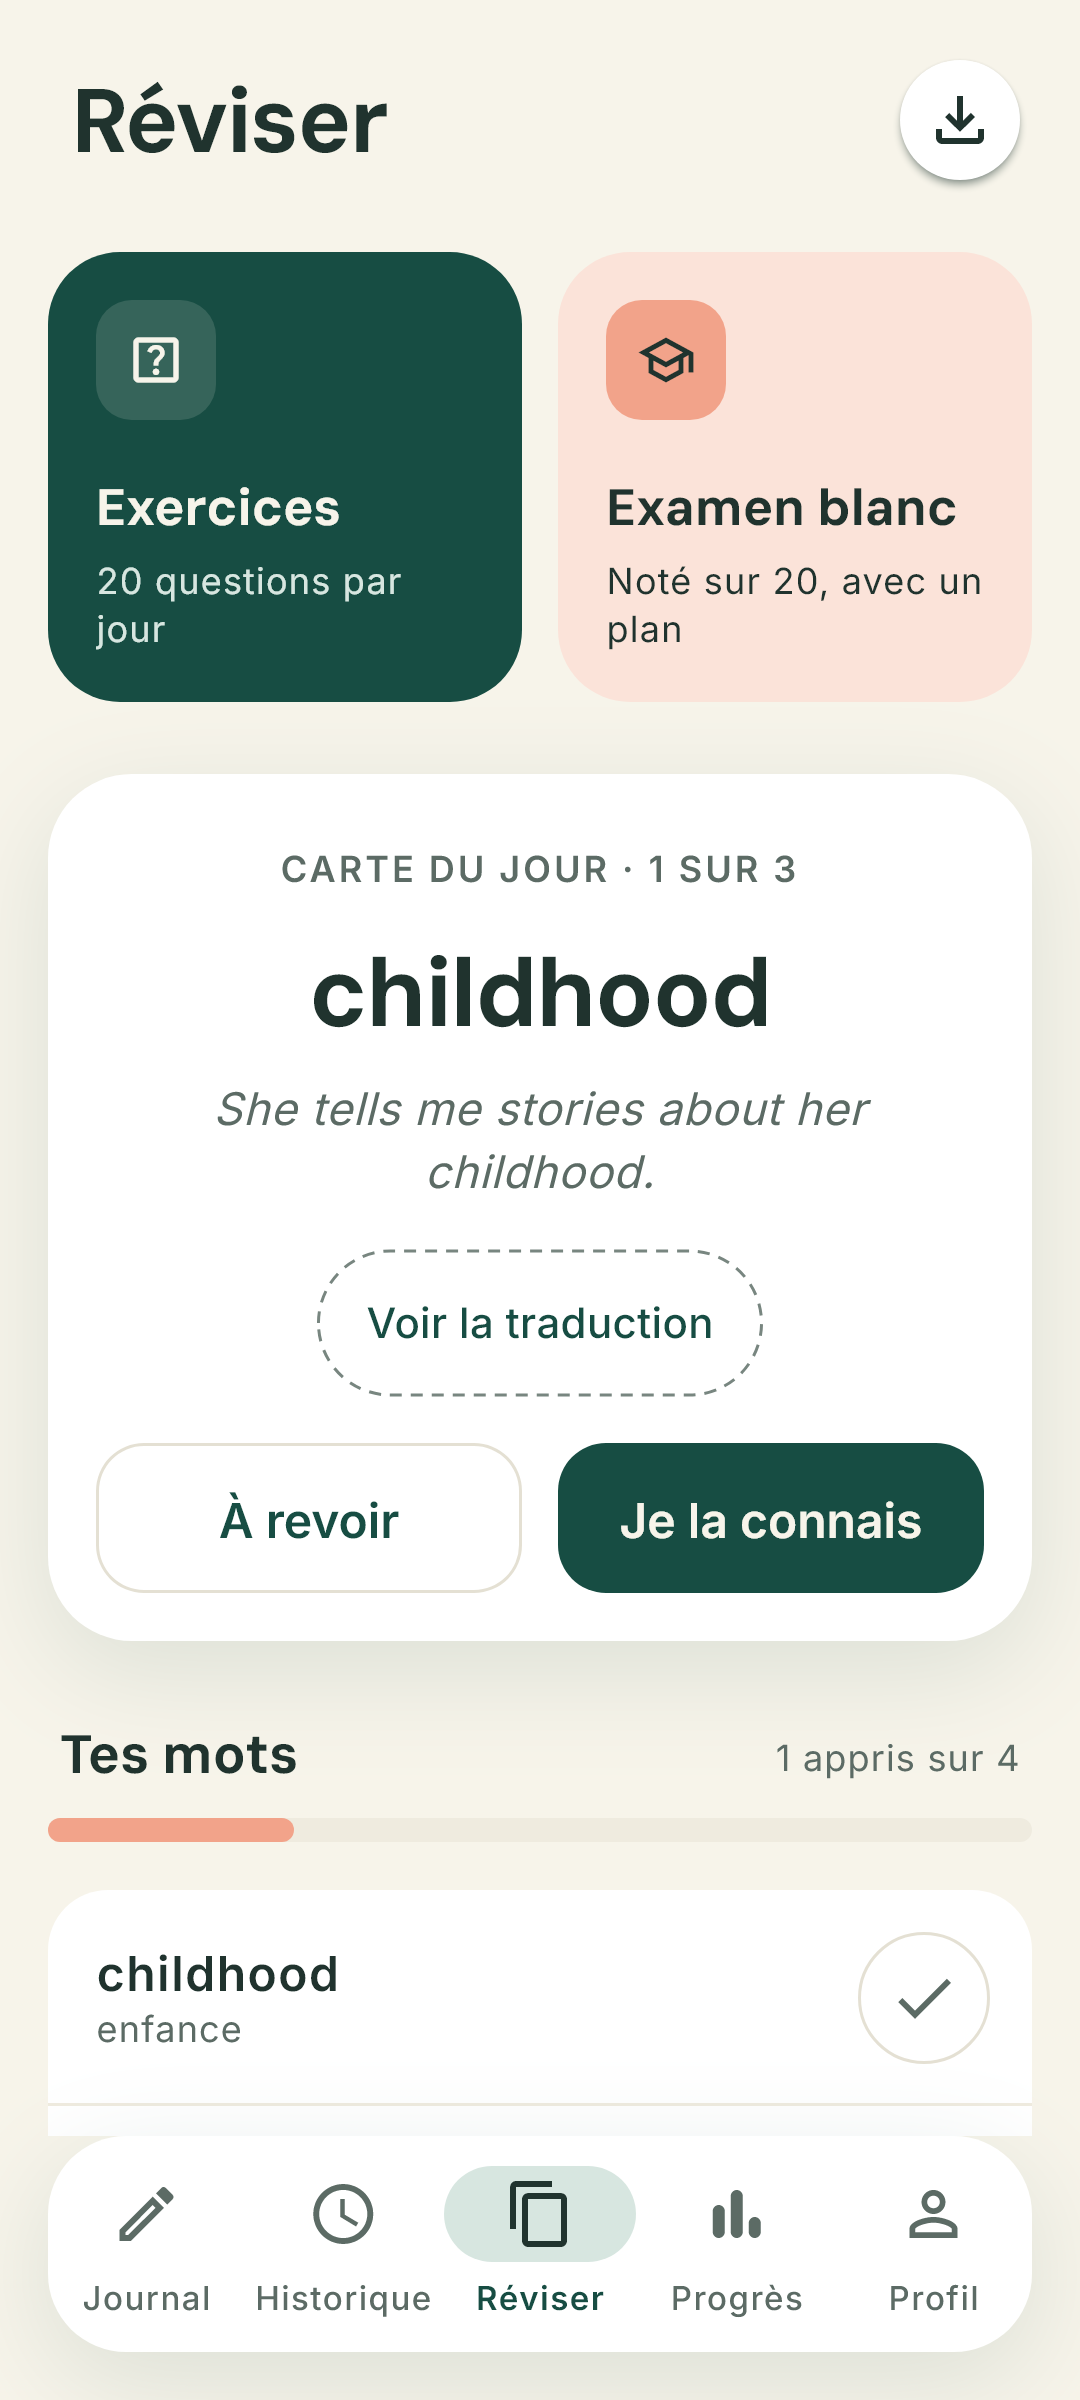 Réviser
Exercices
20 questions par
jour
Examen blanc
Noté sur 20, avec un
plan
CARTE DU JOUR · 1 SUR 3
childhood
She tells me stories about her
childhood.
Voir la traduction
À revoir
Je la connais
Tes mots
1 appris sur 4
childhood
enfance
Journal
Historique
Réviser
Progrès
Profil